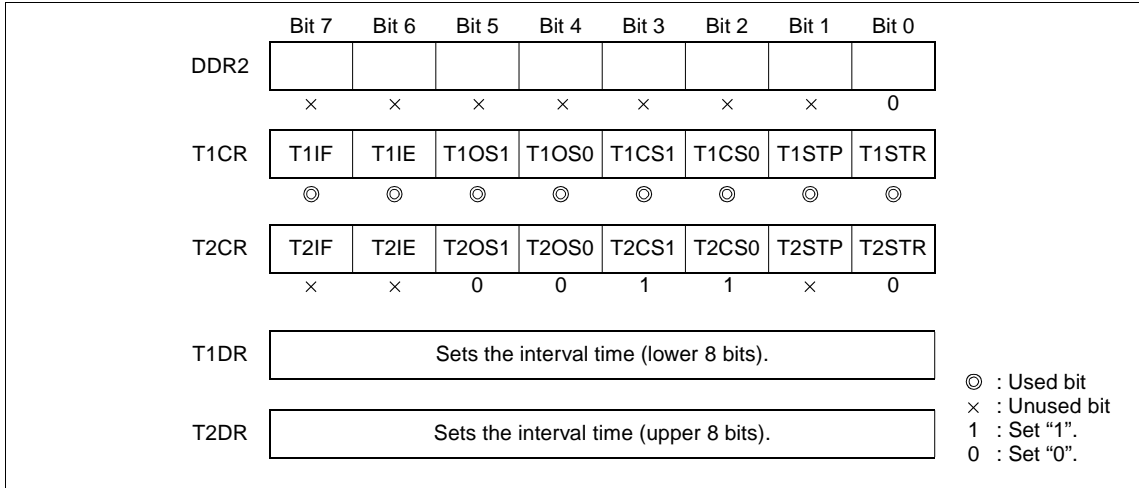 Bit 7 Bit 6 Bit 5 Bit 4 Bit 3 Bit 2 Bit 1 Bit 0
DDR2
× × × × × × × 0
T1CR T1IF T1IE T1OS1 T1OS0 T1CS1 T1CS0 T1STP T1STR
◎ ◎ ◎ ◎ ◎ ◎ ◎ ◎
T2CR T2IF T2IE T2OS1 T2OS0 T2CS1 T2CS0 T2STP T2STR
× × 0 0 1 1 × 0
T1DR Sets the interval time (lower 8 bits).
T2DR Sets the interval time (upper 8 bits).
◎ : Used bit
× : Unused bit
1 : Set “1”.
0 : Set “0”.